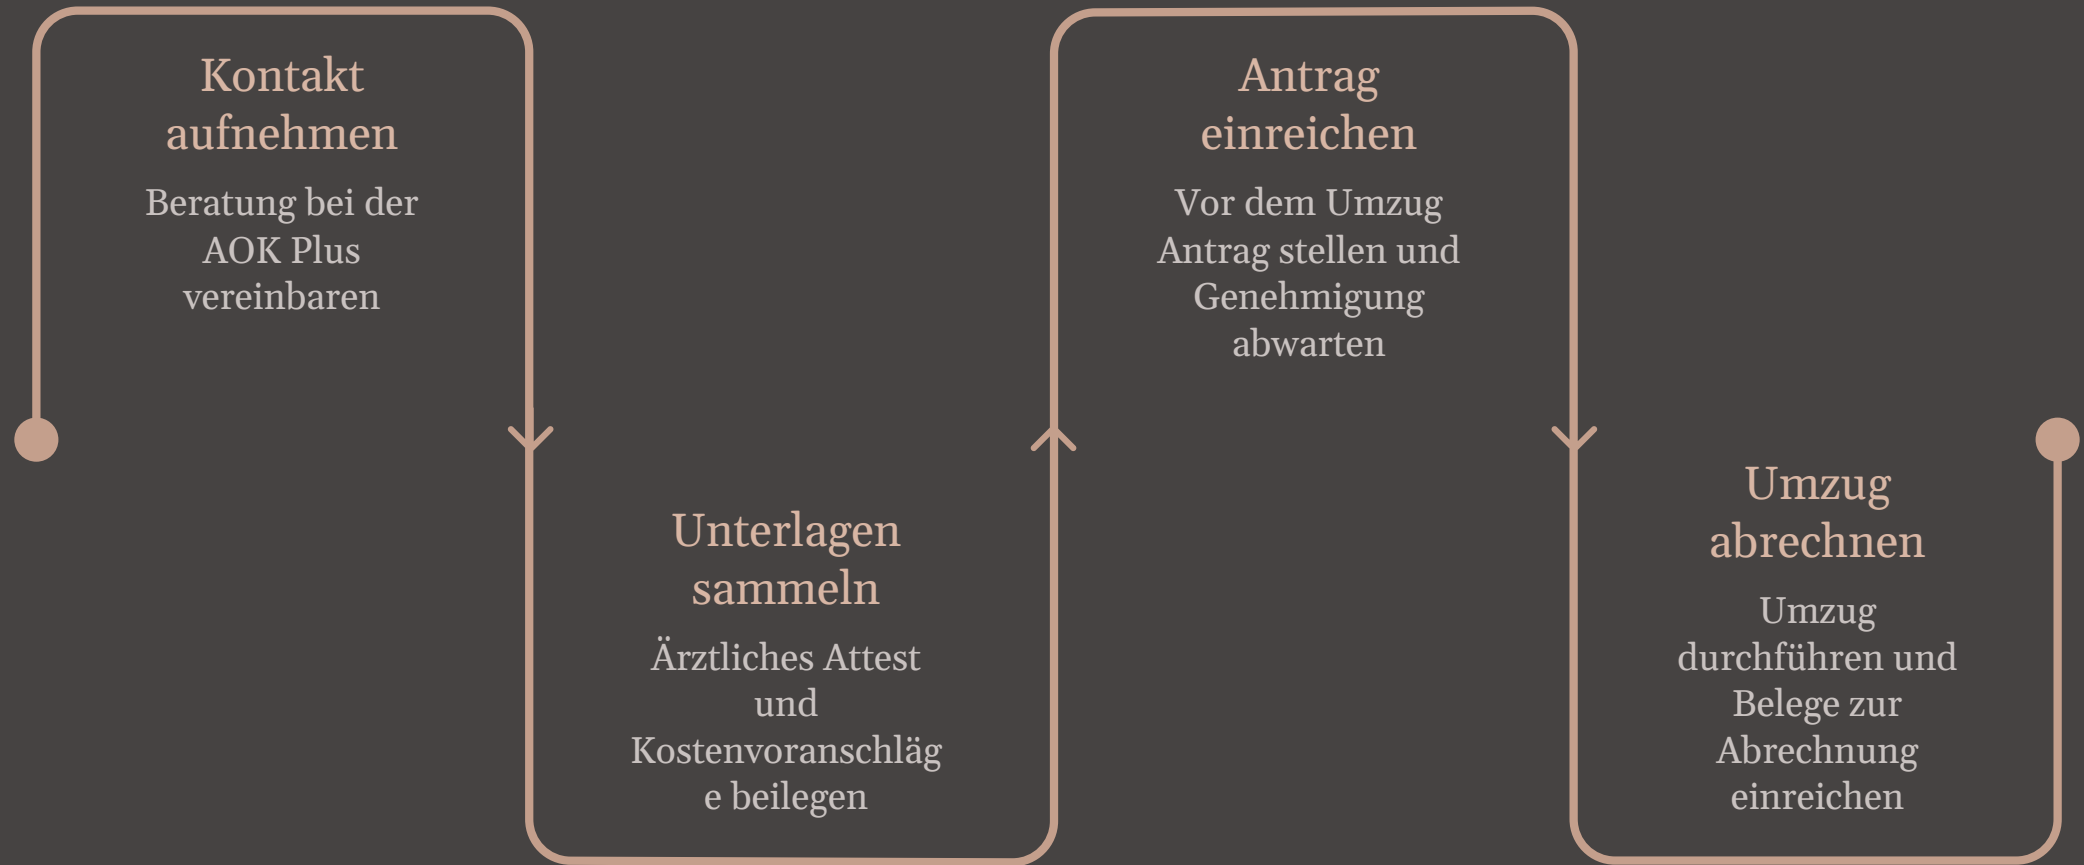 Kontakt
aufnehmen
Beratung bei der
AOK Plus
vereinbaren
Unterlagen
sammeln
Ärztliches Attest
und
Kostenvoranschläg
e beilegen
Antrag
einreichen
Vor dem Umzug
Antrag stellen und
Genehmigung
abwarten
Umzug
abrechnen
Umzug
durchführen und
Belege zur
Abrechnung
einreichen